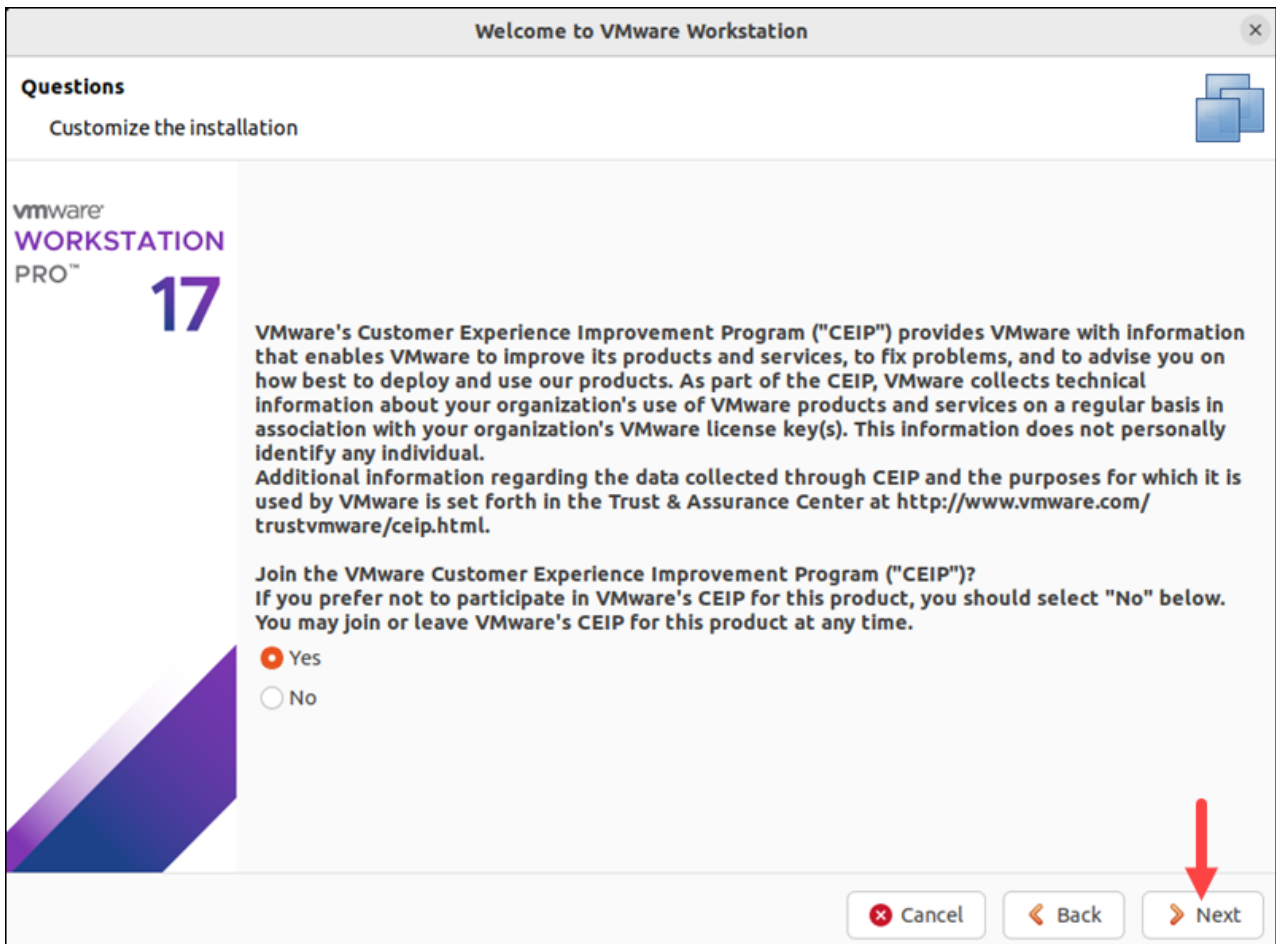 Welcome to VMware Workstation
Questions
Customize the installation
vmware®
WORKSTATION
PRO™
17
VMware's Customer Experience Improvement Program ("CEIP") provides VMware with information
that enables VMware to improve its products and services, to fix problems, and to advise you on
how best to deploy and use our products. As part of the CEIP, VMware collects technical
information about your organization's use of VMware products and services on a regular basis in
association with your organization's VMware license key(s). This information does not personally
identify any individual.
Additional information regarding the data collected through CEIP and the purposes for which it is
used by VMware is set forth in the Trust & Assurance Center at http://www.vmware.com/
trustvmware/ceip.html.
Join the VMware Customer Experience Improvement Program ("CEIP")?
If you prefer not to participate in VMware's CEIP for this product, you should select "No" below.
You may join or leave VMware's CEIP for this product at any time.
Yes
No
Cancel
Back
Next